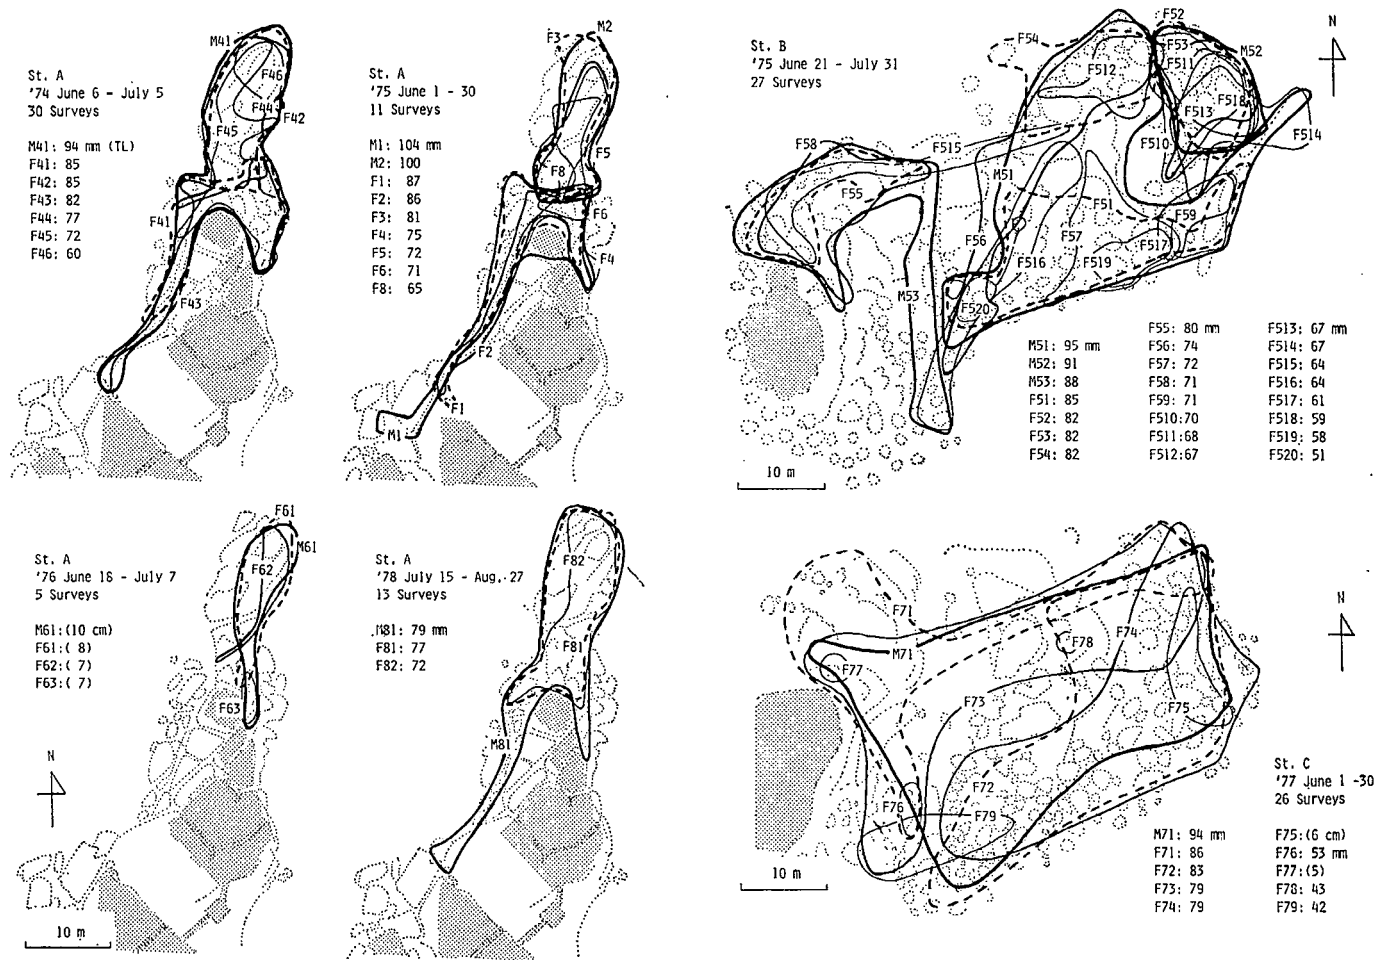 St. A
'74 June 6 - July 5
30 Surveys
M41: 94 mm (TL)
F41: 85
F42: 85
F43: 82
F44: 77
F45: 72
F46: 60
M41
F46
F44
F42
F45
F41
F43
St. A
'75 June 1 - 30
11 Surveys
M1: 104 mm
M2: 100
F1: 87
F2: 86
F3: 81
F4: 75
F5: 72
F6: 71
F8: 65
F3
M2
F5
F8
F6
F4
F2
F1
M1
St. B
'75 June 21 - July 31
27 Surveys
F54
F52
F53
F511
M52
F512
F518
F513
F514
F510
F58
F515
M51
F55
F51
F59
F56
F57
F517
F516
F519
M53
F520
N
M51: 95 mm
M52: 91
M53: 88
F51: 85
F52: 82
F53: 82
F54: 82
F55: 80 mm
F56: 74
F57: 72
F58: 71
F59: 71
F510:70
F511:68
F512:67
F513: 67 mm
F514: 67
F515: 64
F516: 64
F517: 61
F518: 59
F519: 58
F520: 51
10 m
St. A
'76 June 18 - July 7
5 Surveys
M61:(10 cm)
F61:( 8)
F62:( 7)
F63:( 7)
F61
M61
F62
F63
N
10 m
St. A
'78 July 15 - Aug. 27
13 Surveys
M81: 79 mm
F81: 77
F82: 72
F82
F81
M81
F71
M71
F77
F78
F74
F73
F75
F72
F76
F79
N
St. C
'77 June 1 -30
26 Surveys
M71: 94 mm
F71: 86
F72: 83
F73: 79
F74: 79
F75:(6 cm)
F76: 53 mm
F77:(5)
F78: 43
F79: 42
10 m